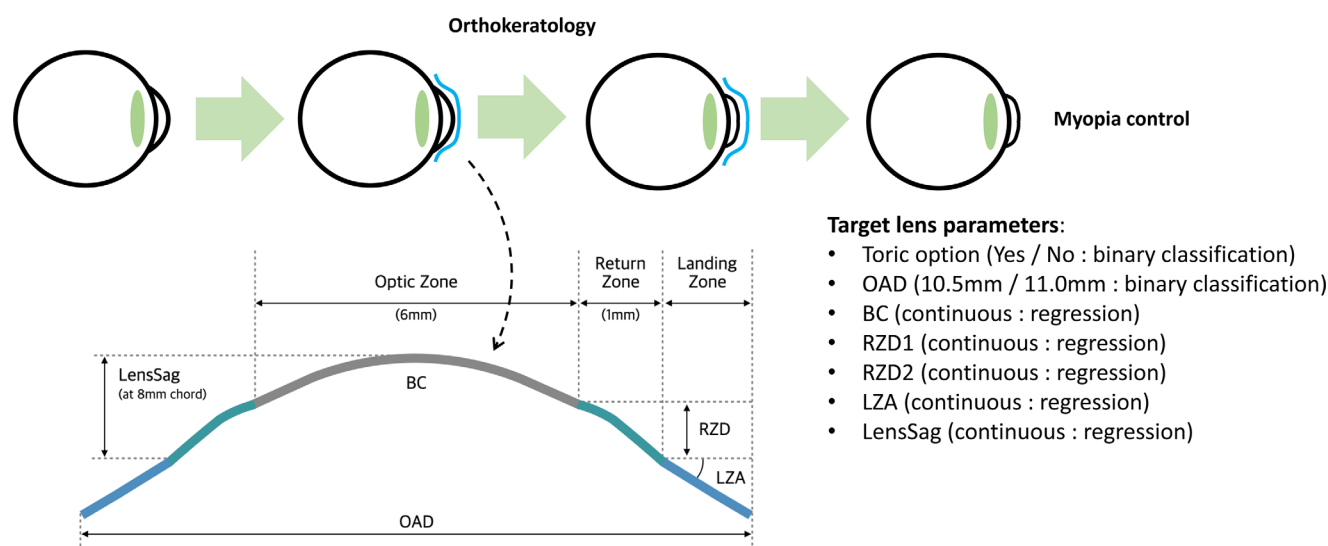 Orthokeratology
Myopia control
Target lens parameters:
• Toric option (Yes / No : binary classification)
• OAD (10.5mm / 11.0mm : binary classification)
• BC (continuous : regression)
• RZD1 (continuous : regression)
• RZD2 (continuous : regression)
• LZA (continuous : regression)
• LensSag (continuous : regression)
Optic Zone
(6mm)
Return
Zone
(1mm)
Landing
Zone
LensSag
(at 8mm chord)
BC
RZD
LZA
OAD